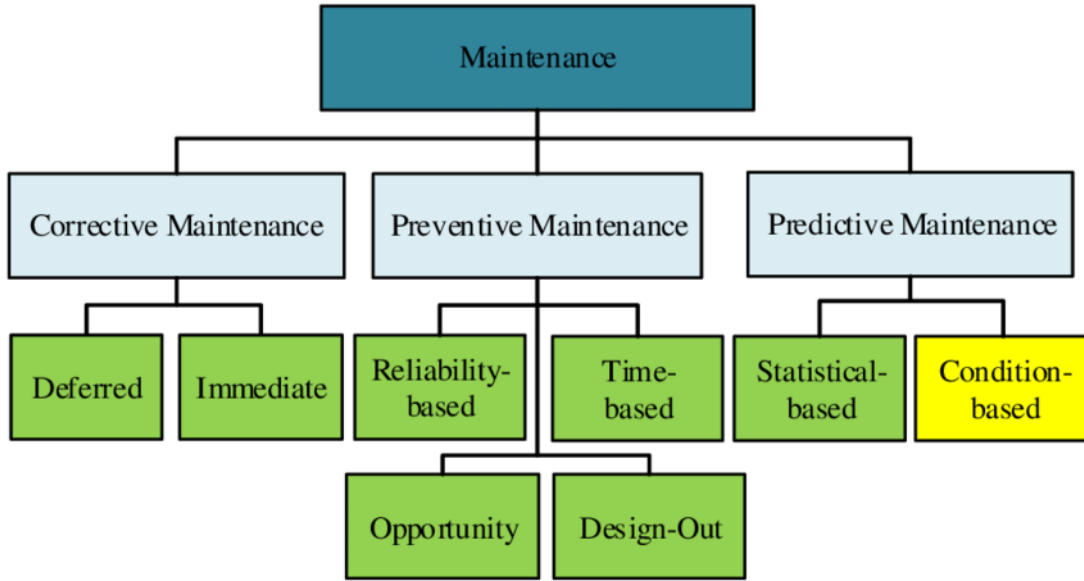 Maintenance
Corrective Maintenance
Preventive Maintenance
Predictive Maintenance
Deferred
Immediate
Reliability-
based
Time-
based
Statistical-
based
Condition-
based
Opportunity
Design-Out